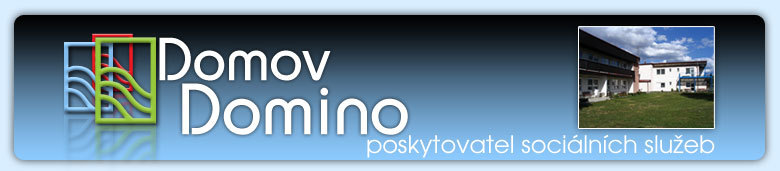 Domov
Domino
poskytovatel sociálních služeb